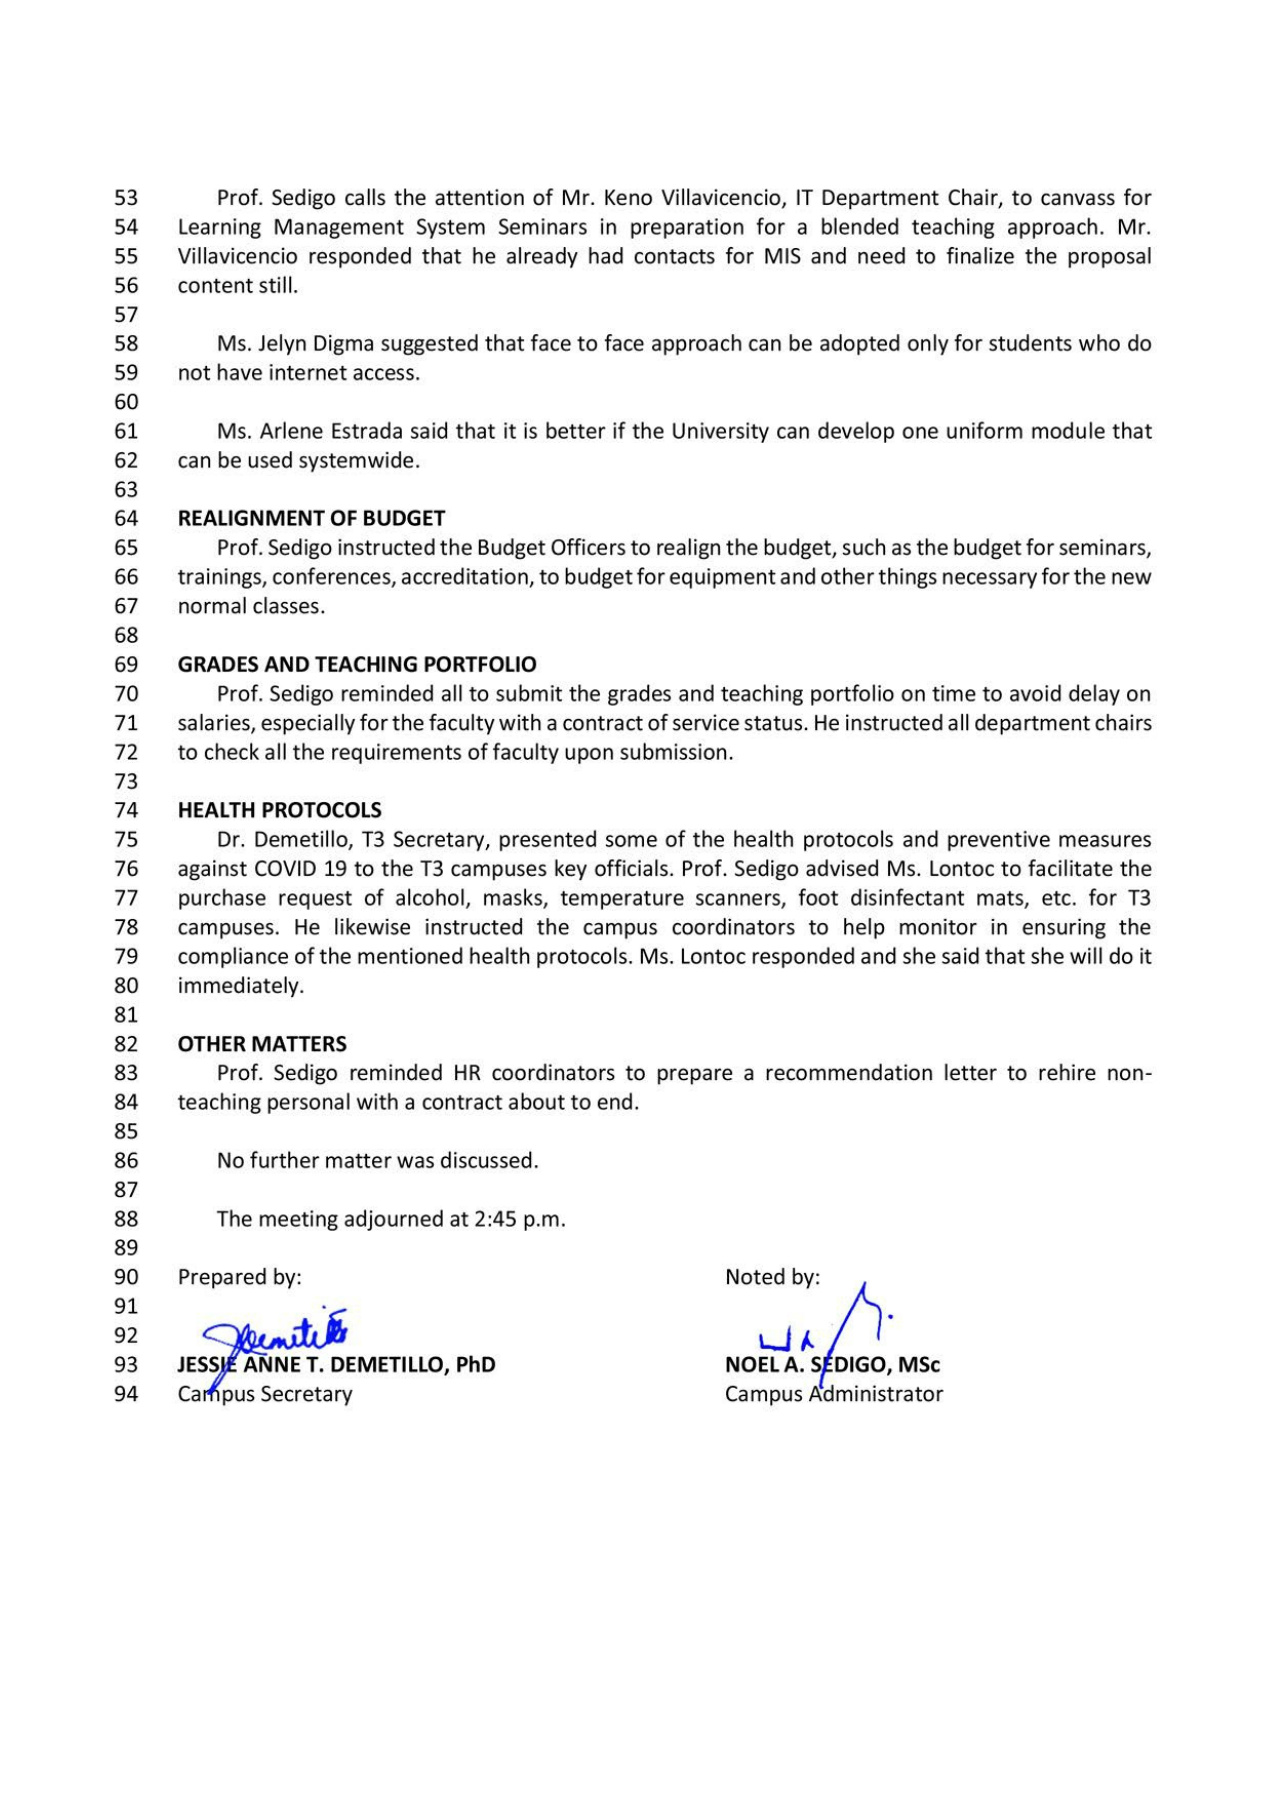 53 Prof. Sedigo calls the attention of Mr. Keno Villavicencio, IT Department Chair, to canvass for
54 Learning Management System Seminars in preparation for a blended teaching approach. Mr.
55 Villavicencio responded that he already had contacts for MIS and need to finalize the proposal
56 content still.
57
58 Ms. Jelyn Digma suggested that face to face approach can be adopted only for students who do
59 not have internet access.
60
61 Ms. Arlene Estrada said that it is better if the University can develop one uniform module that
62 can be used systemwide.
63
64 REALIGNMENT OF BUDGET
65 Prof. Sedigo instructed the Budget Officers to realign the budget, such as the budget for seminars,
66 trainings, conferences, accreditation, to budget for equipment and other things necessary for the new
67 normal classes.
68
69 GRADES AND TEACHING PORTFOLIO
70 Prof. Sedigo reminded all to submit the grades and teaching portfolio on time to avoid delay on
71 salaries, especially for the faculty with a contract of service status. He instructed all department chairs
72 to check all the requirements of faculty upon submission.
73
74 HEALTH PROTOCOLS
75 Dr. Demetillo, T3 Secretary, presented some of the health protocols and preventive measures
76 against COVID 19 to the T3 campuses key officials. Prof. Sedigo advised Ms. Lontoc to facilitate the
77 purchase request of alcohol, masks, temperature scanners, foot disinfectant mats, etc. for T3
78 campuses. He likewise instructed the campus coordinators to help monitor in ensuring the
79 compliance of the mentioned health protocols. Ms. Lontoc responded and she said that she will do it
80 immediately.
81
82 OTHER MATTERS
83 Prof. Sedigo reminded HR coordinators to prepare a recommendation letter to rehire non-
84 teaching personal with a contract about to end.
85
86 No further matter was discussed.
87
88 The meeting adjourned at 2:45 p.m.
89
90 Prepared by: Noted by:
91
92
93 JESSIE ANNE T. DEMETILLO, PhD NOEL A. SEDIGO, MSc
94 Campus Secretary Campus Administrator